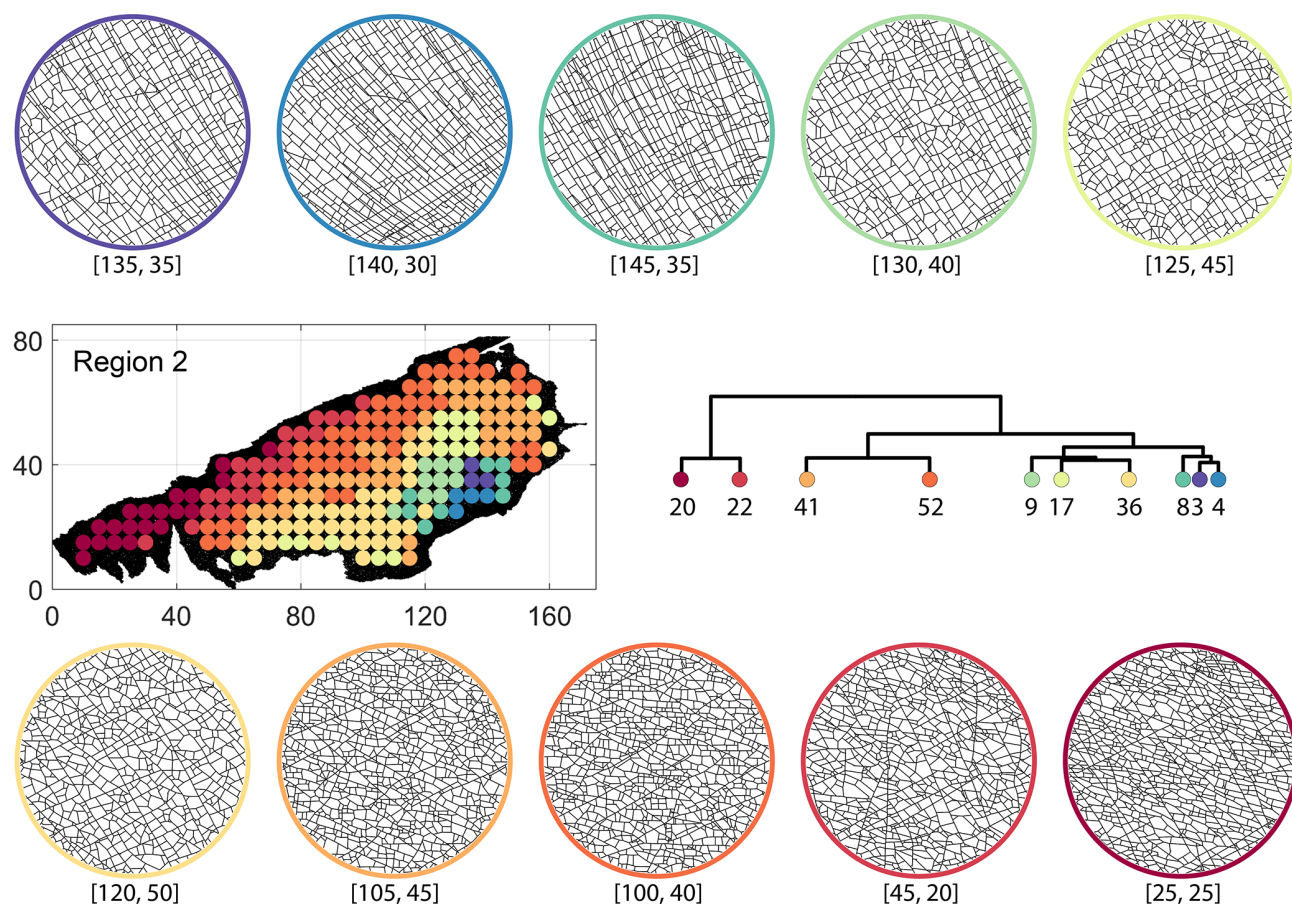 [135, 35] [140, 30] [145, 35] [130, 40] [125, 45]
80
Region 2
40
20 22 41 52 9 17 36 83 4
0
0 40 80 120 160
[120, 50] [105, 45] [100, 40] [45, 20] [25, 25]